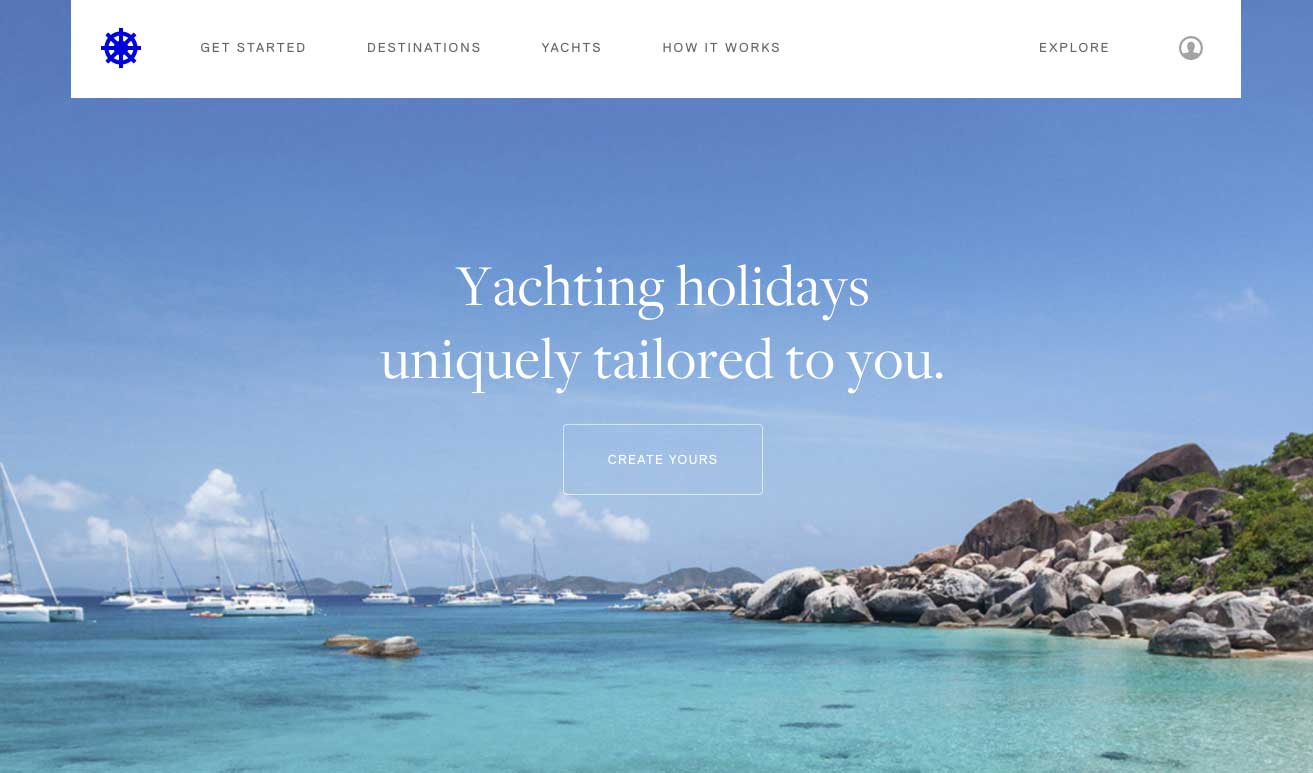 GET STARTED
DESTINATIONS
YACHTS
HOW IT WORKS
EXPLORE
Yachting holidays
uniquely tailored to you.
CREATE YOURS